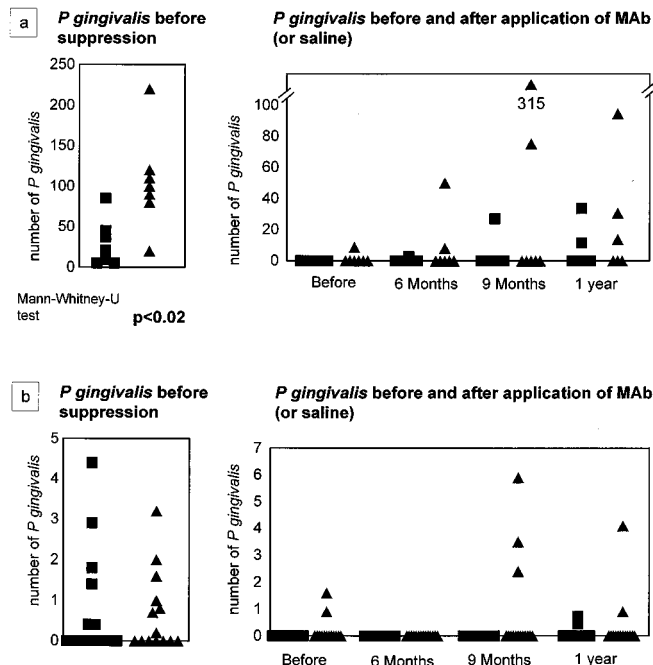 a
P gingivalis before
suppression
P gingivalis before and after application of MAb
(or saline)
number of P gingivalis
250
200
150
100
50
0
number of P gingivalis
100
80
60
40
20
0
315
Before
6 Months
9 Months
1 year
Mann-Whitney-U
test
p<0.02
b
P gingivalis before
suppression
P gingivalis before and after application of MAb
(or saline)
number of P gingivalis
5
4
3
2
1
0
number of P gingivalis
7
6
5
4
3
2
1
0
Before
6 Months
9 Months
1 year